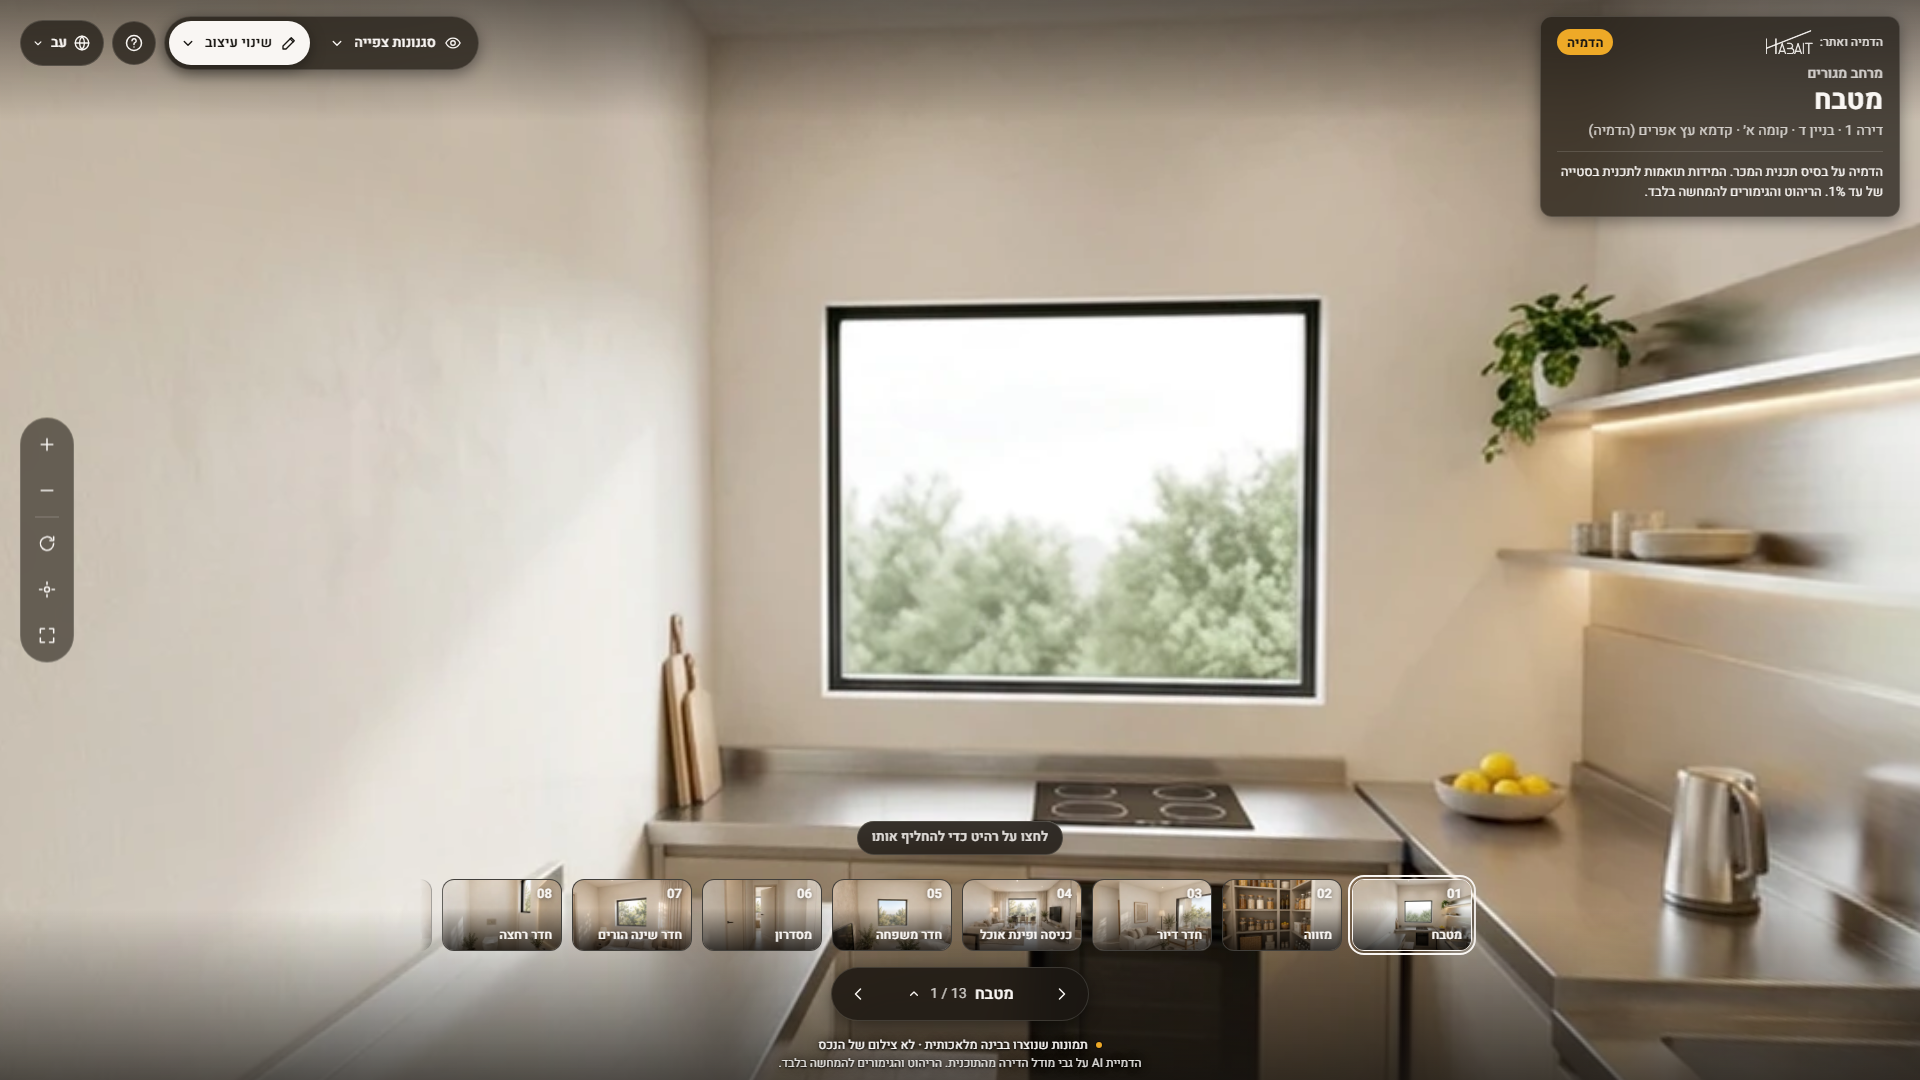 הדמיה ואתר: HABAIT
הדמיה
מרחב מגורים
מטבח
דירה 1 · בניין ד · קומה א' · קדמא עץ אפרים (הדמיה)
הדמיה על בסיס תכנית המכר. המידות תואמות לתכנית בסטייה
של עד 1%. הריהוט והגימורים להמחשה בלבד.
סגנונות צפייה
שינוי עיצוב
?
עב
לחצו על רהיט כדי להחליף אותו
01 מטבח
02 מזווה
03 חדר דיור
04 כניסה ופינת אוכל
05 חדר משפחה
06 מסדרון
07 חדר שינה הורים
08 חדר רחצה
מטבח 1 / 13
תמונות שנוצרו בבינה מלאכותית · לא צילום של הנכס
הדמיית AI על גבי מודל הדירה מהתוכנית. הריהוט והגימורים להמחשה בלבד.